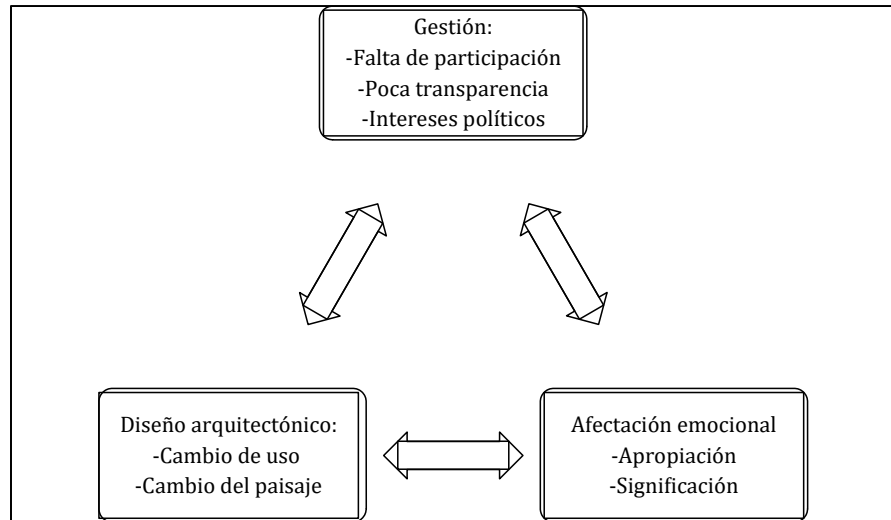 Gestión:
-Falta de participación
-Poca transparencia
-Intereses políticos
Diseño arquitectónico:
-Cambio de uso
-Cambio del paisaje
Afectación emocional
-Apropiación
-Significación